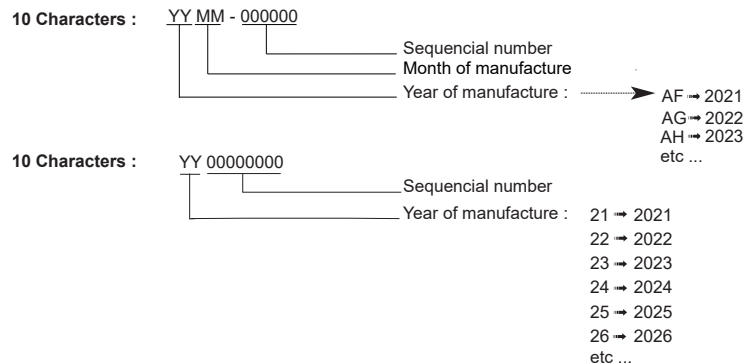 10 Characters : YY MM - 000000
Sequencial number
Month of manufacture
Year of manufacture : AF ➟ 2021
AG ➟ 2022
AH ➟ 2023
etc ...
10 Characters : YY 00000000
Sequencial number
Year of manufacture : 21 ➟ 2021
22 ➟ 2022
23 ➟ 2023
24 ➟ 2024
25 ➟ 2025
26 ➟ 2026
etc ...